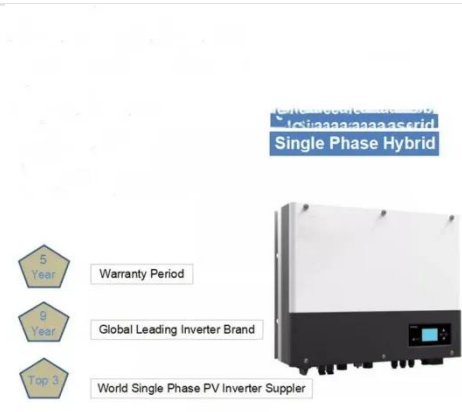 Single Phase Hybrid
5
Year
Warranty Period
9
Year
Global Leading Inverter Brand
Top 3
World Single Phase PV Inverter Suppler